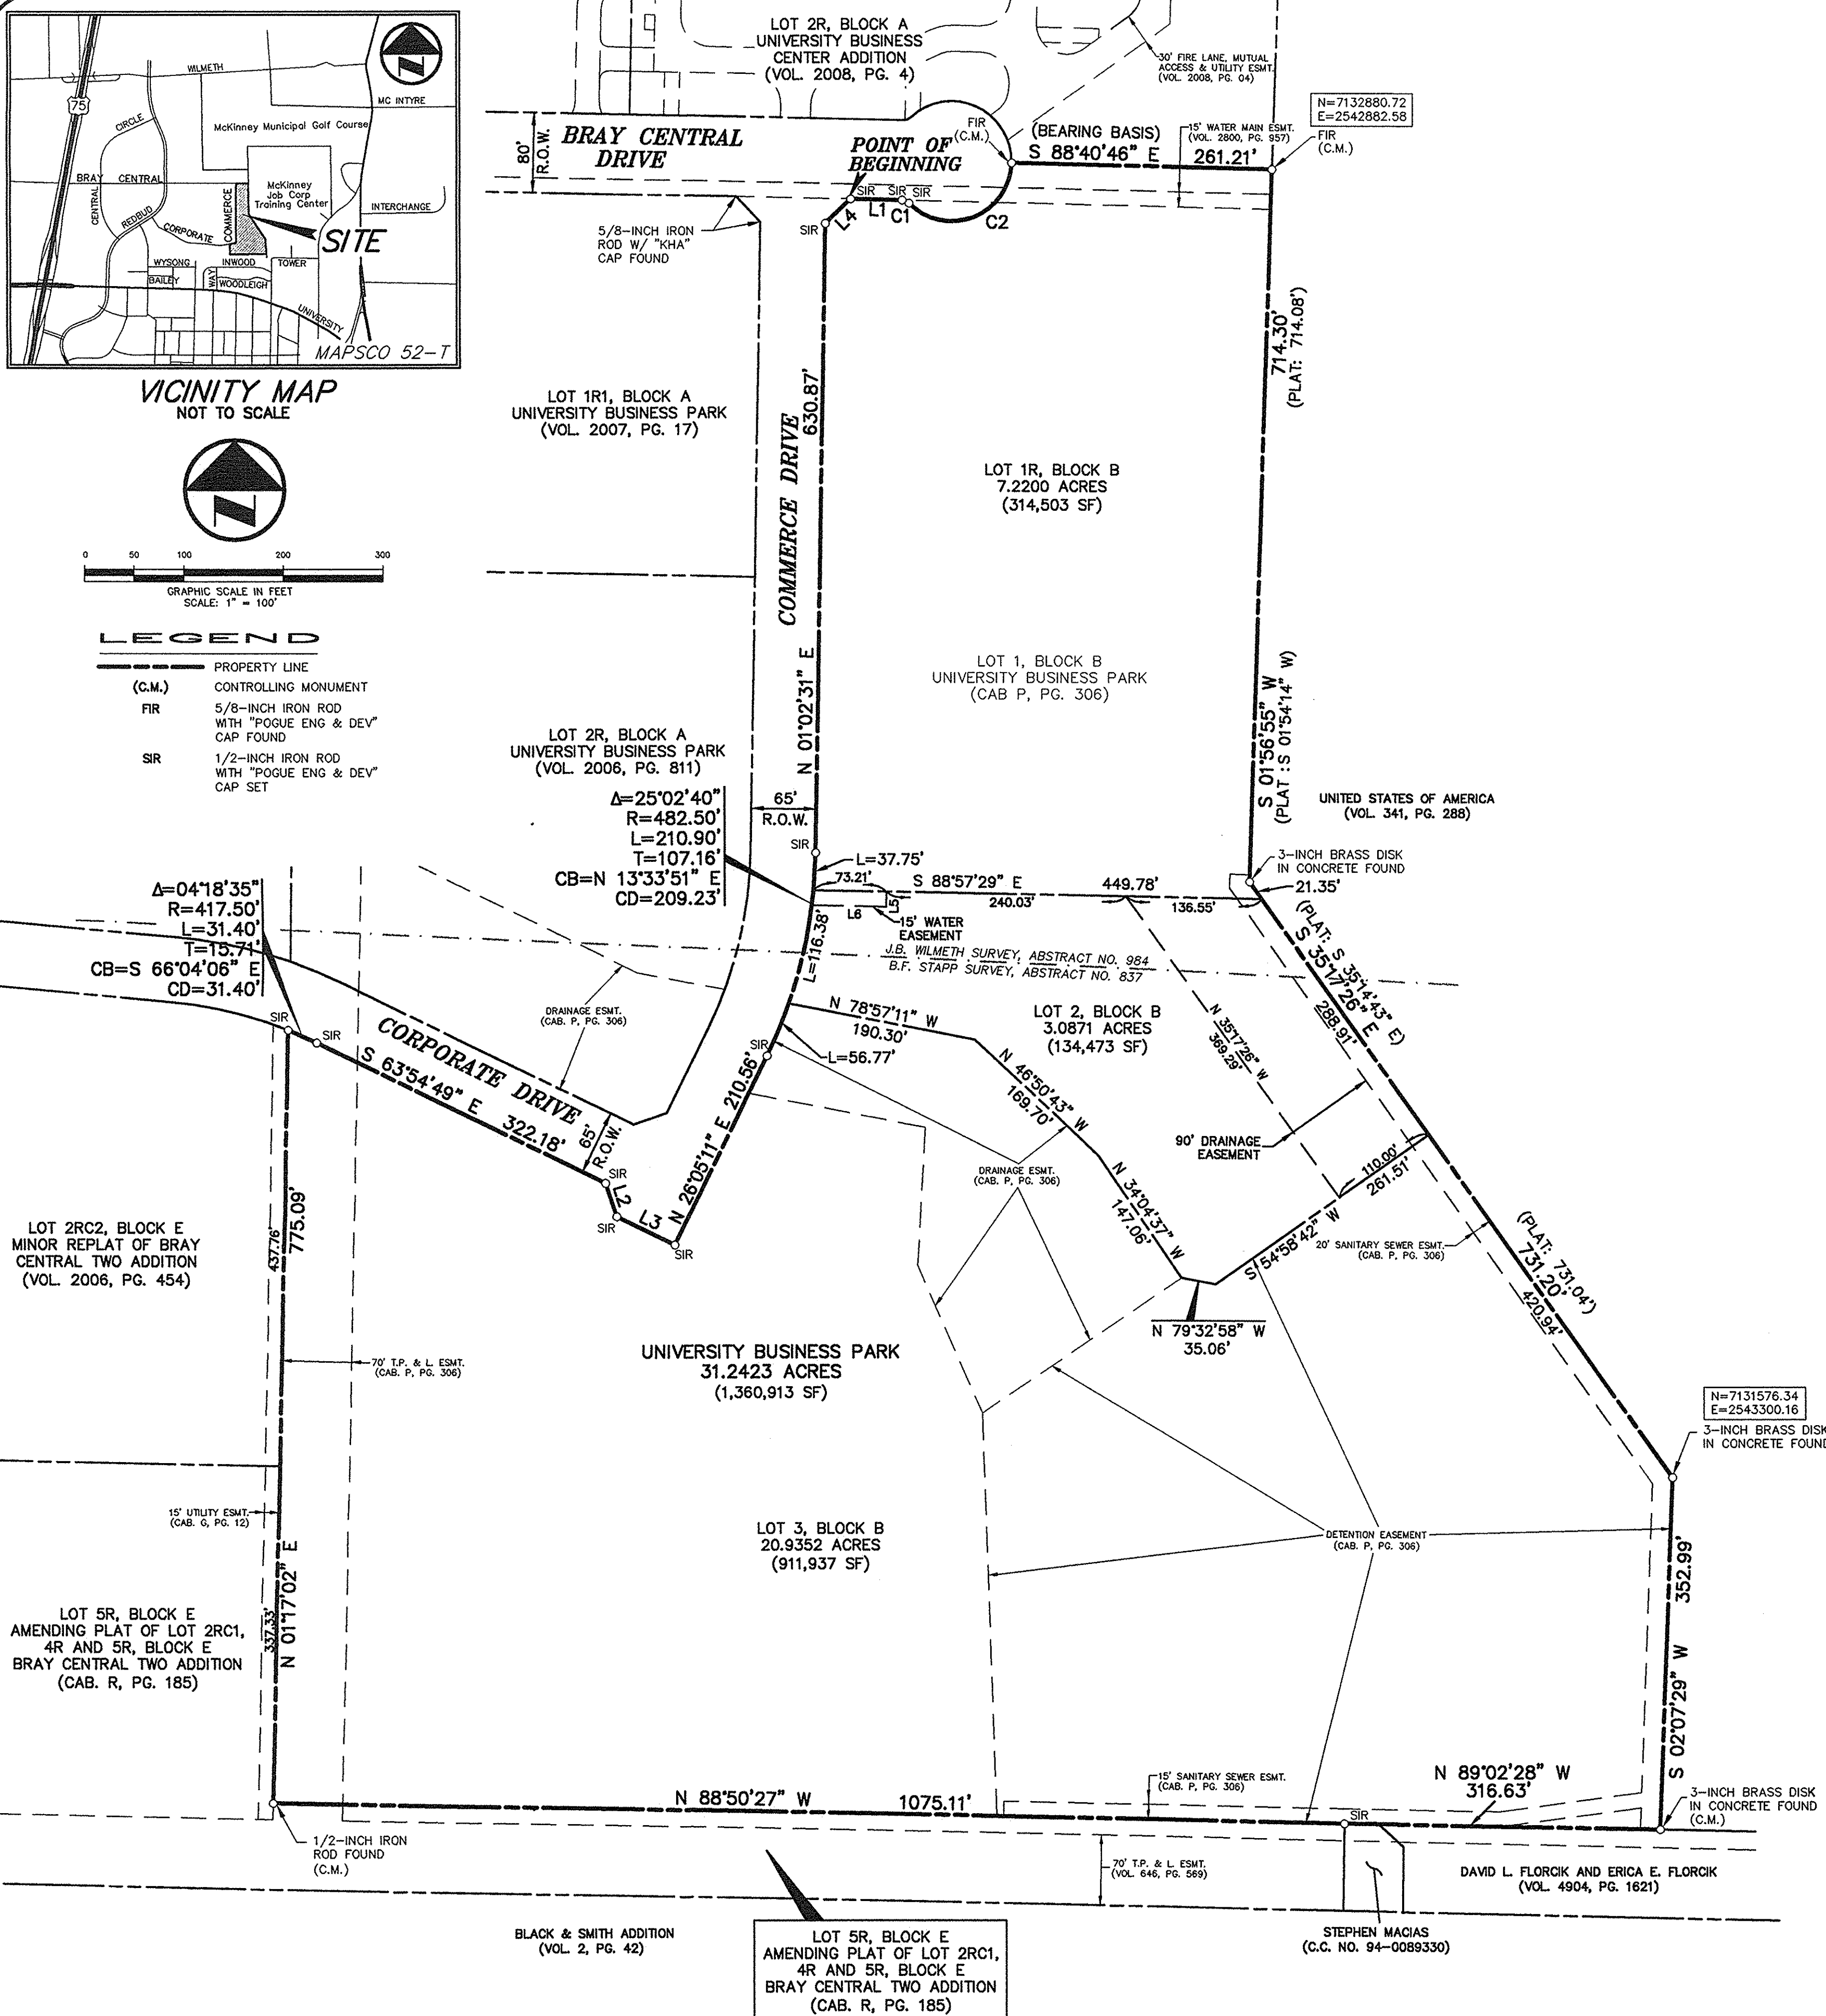 WILMETH
75
MC INTYRE
CIRCLE
McKinney Municipal Golf Course
BRAY CENTRAL
CENTRAL
REDBUD
COMMERCE
McKinney
Job Corp
Training Center
INTERCHANGE
CORPORATE
SITE
WYSONG
INWOOD
TOWER
BAILEY
WAY
WOODLEIGH
UNIVERSITY
MAPSCO 52-T
VICINITY MAP
NOT TO SCALE
0 50 100 200 300
GRAPHIC SCALE IN FEET
SCALE: 1" = 100'
LEGEND
PROPERTY LINE
(C.M.) CONTROLLING MONUMENT
FIR 5/8-INCH IRON ROD
WITH "POGUE ENG & DEV"
CAP FOUND
SIR 1/2-INCH IRON ROD
WITH "POGUE ENG & DEV"
CAP SET
LOT 2R, BLOCK A
UNIVERSITY BUSINESS
CENTER ADDITION
(VOL. 2008, PG. 4)
30' FIRE LANE, MUTUAL
ACCESS & UTILITY ESMT.
(VOL. 2008, PG. 04)
N=7132880.72
E=2542882.58
FIR
(C.M.)
80'
R.O.W.
BRAY CENTRAL
DRIVE
POINT OF
BEGINNING
FIR
(C.M.)
(BEARING BASIS)
S 88°40'46" E 261.21'
15' WATER MAIN ESMT.
(VOL. 2800, PG. 957)
SIR SIR SIR
L4 L1 C1 C2
SIR
5/8-INCH IRON
ROD W/ "KHA"
CAP FOUND
LOT 1R1, BLOCK A
UNIVERSITY BUSINESS PARK
(VOL. 2007, PG. 17)
COMMERCE DRIVE
630.87'
N 01°02'31" E
714.30'
(PLAT: 714.08')
S 01°56'55" W
(PLAT :S 01°54'14" W)
LOT 1R, BLOCK B
7.2200 ACRES
(314,503 SF)
LOT 1, BLOCK B
UNIVERSITY BUSINESS PARK
(CAB P, PG. 306)
LOT 2R, BLOCK A
UNIVERSITY BUSINESS PARK
(VOL. 2006, PG. 811)
Δ=25°02'40"
R=482.50'
L=210.90'
T=107.16'
CB=N 13°33'51" E
CD=209.23'
65'
R.O.W.
SIR
UNITED STATES OF AMERICA
(VOL. 341, PG. 288)
3-INCH BRASS DISK
IN CONCRETE FOUND
21.35'
L=37.75'
73.21'
S 88°57'29" E 449.78'
240.03'
136.55'
L5
L6
15' WATER
EASEMENT
L=116.38'
J.B. WILMETH SURVEY, ABSTRACT NO. 984
B.F. STAPP SURVEY, ABSTRACT NO. 837
(PLAT: S 35°14'43" E)
S 35°17'26" E
288.91'
Δ=04°18'35"
R=417.50'
L=31.40'
T=15.71'
CB=S 66°04'06" E
CD=31.40'
SIR
SIR
DRAINAGE ESMT.
(CAB. P, PG. 306)
CORPORATE DRIVE
S 63°54'49" E 322.18'
65'
R.O.W.
SIR
L2
SIR
L3
SIR
N 26°05'11" E 210.56'
SIR
L=56.77'
N 78°57'11" W
190.30'
LOT 2, BLOCK B
3.0871 ACRES
(134,473 SF)
N 46°50'43" W
169.70'
N 35°17'26" W
369.29'
90' DRAINAGE
EASEMENT
DRAINAGE ESMT.
(CAB. P, PG. 306)
N 34°04'37" W
147.06'
110.00'
261.51'
S 54°58'42" W
20' SANITARY SEWER ESMT.
(CAB. P, PG. 306)
(PLAT: 731.04')
731.20'
420.94'
N 79°32'58" W
35.06'
LOT 2RC2, BLOCK E
MINOR REPLAT OF BRAY
CENTRAL TWO ADDITION
(VOL. 2006, PG. 454)
437.76'
775.09'
70' T.P. & L. ESMT.
(CAB. P, PG. 306)
UNIVERSITY BUSINESS PARK
31.2423 ACRES
(1,360,913 SF)
N=7131576.34
E=2543300.16
3-INCH BRASS DISK
IN CONCRETE FOUND
15' UTILITY ESMT.
(CAB. G, PG. 12)
LOT 3, BLOCK B
20.9352 ACRES
(911,937 SF)
DETENTION EASEMENT
(CAB. P, PG. 306)
352.99'
S 02°07'29" W
N 01°17'02" E
337.33'
LOT 5R, BLOCK E
AMENDING PLAT OF LOT 2RC1,
4R AND 5R, BLOCK E
BRAY CENTRAL TWO ADDITION
(CAB. R, PG. 185)
N 88°50'27" W 1075.11'
15' SANITARY SEWER ESMT.
(CAB. P, PG. 306)
N 89°02'28" W
316.63'
SIR
3-INCH BRASS DISK
IN CONCRETE FOUND
(C.M.)
1/2-INCH IRON
ROD FOUND
(C.M.)
70' T.P. & L. ESMT.
(VOL. 646, PG. 569)
DAVID L. FLORCIK AND ERICA E. FLORCIK
(VOL. 4904, PG. 1621)
BLACK & SMITH ADDITION
(VOL. 2, PG. 42)
LOT 5R, BLOCK E
AMENDING PLAT OF LOT 2RC1,
4R AND 5R, BLOCK E
BRAY CENTRAL TWO ADDITION
(CAB. R, PG. 185)
STEPHEN MACIAS
(C.C. NO. 94-0089330)